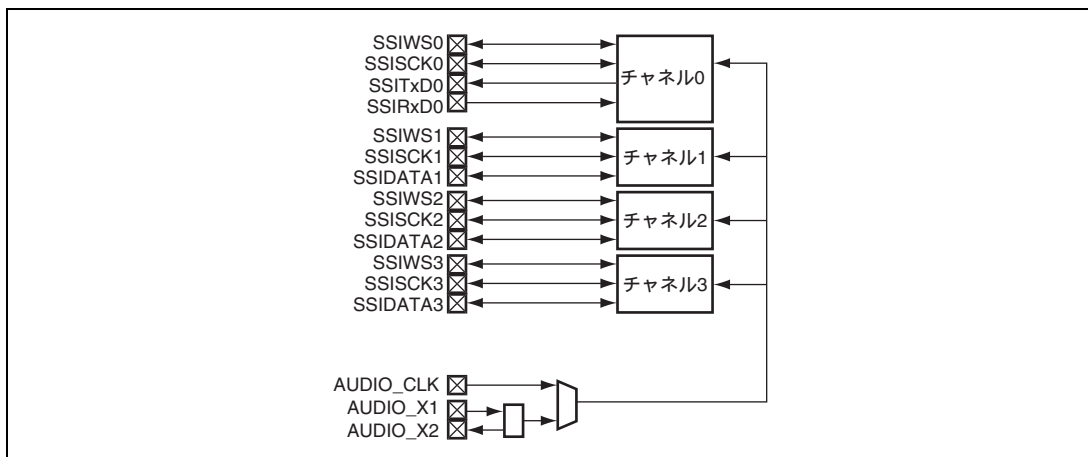 SSIWS0
SSISCK0
SSITxD0
SSIRxD0
チャネル0
SSIWS1
SSISCK1
SSIDATA1
チャネル1
SSIWS2
SSISCK2
SSIDATA2
チャネル2
SSIWS3
SSISCK3
SSIDATA3
チャネル3
AUDIO_CLK
AUDIO_X1
AUDIO_X2